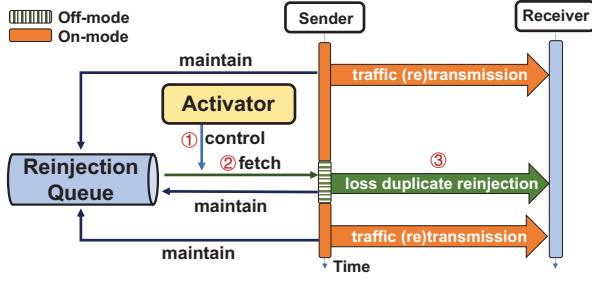 Off-mode
On-mode
Sender
Receiver
maintain
traffic (re)transmission
Activator
① control
② fetch
③
Reinjection
Queue
loss duplicate reinjection
maintain
traffic (re)transmission
maintain
Time